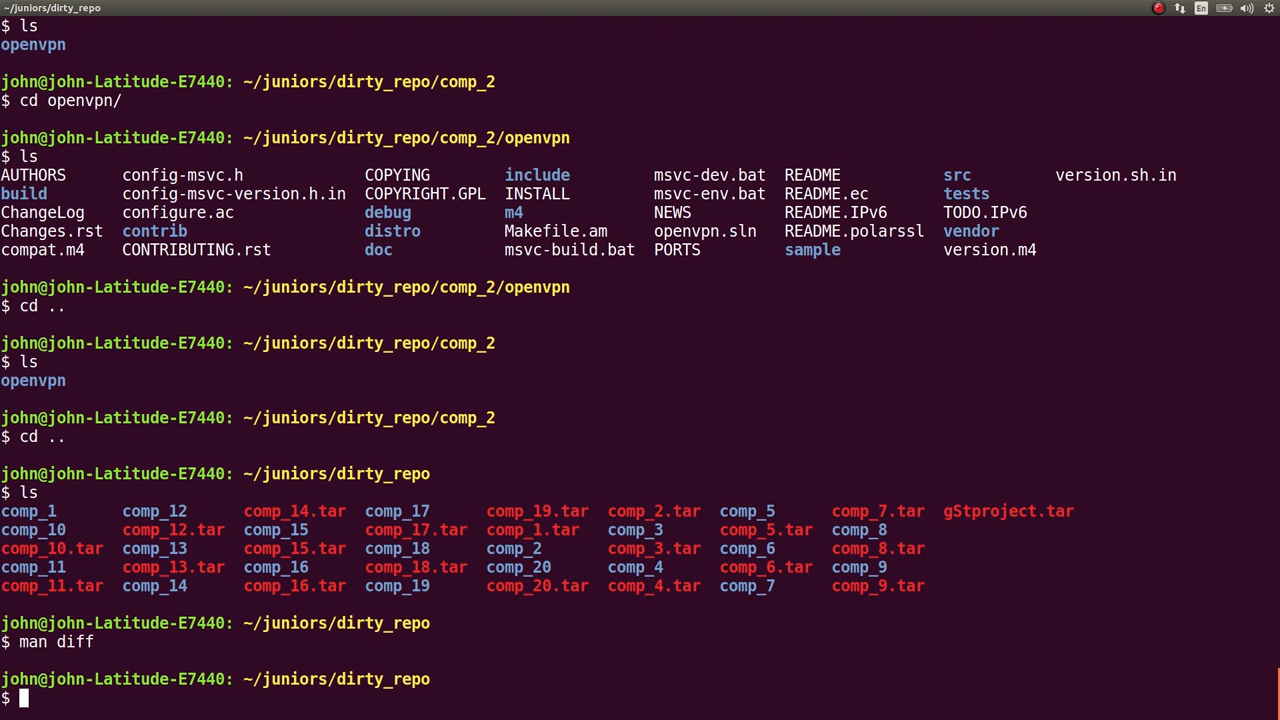 ~/juniors/dirty_repo En
$ ls
openvpn
john@john-Latitude-E7440: ~/juniors/dirty_repo/comp_2
$ cd openvpn/
john@john-Latitude-E7440: ~/juniors/dirty_repo/comp_2/openvpn
$ ls
AUTHORS config-msvc.h COPYING include msvc-dev.bat README src version.sh.in
build config-msvc-version.h.in COPYRIGHT.GPL INSTALL msvc-env.bat README.ec tests
ChangeLog configure.ac debug m4 NEWS README.IPv6 TODO.IPv6
Changes.rst contrib distro Makefile.am openvpn.sln README.polarssl vendor
compat.m4 CONTRIBUTING.rst doc msvc-build.bat PORTS sample version.m4
john@john-Latitude-E7440: ~/juniors/dirty_repo/comp_2/openvpn
$ cd ..
john@john-Latitude-E7440: ~/juniors/dirty_repo/comp_2
$ ls
openvpn
john@john-Latitude-E7440: ~/juniors/dirty_repo/comp_2
$ cd ..
john@john-Latitude-E7440: ~/juniors/dirty_repo
$ ls
comp_1 comp_12 comp_14.tar comp_17 comp_19.tar comp_2.tar comp_5 comp_7.tar gStproject.tar
comp_10 comp_12.tar comp_15 comp_17.tar comp_1.tar comp_3 comp_5.tar comp_8
comp_10.tar comp_13 comp_15.tar comp_18 comp_2 comp_3.tar comp_6 comp_8.tar
comp_11 comp_13.tar comp_16 comp_18.tar comp_20 comp_4 comp_6.tar comp_9
comp_11.tar comp_14 comp_16.tar comp_19 comp_20.tar comp_4.tar comp_7 comp_9.tar
john@john-Latitude-E7440: ~/juniors/dirty_repo
$ man diff
john@john-Latitude-E7440: ~/juniors/dirty_repo
$